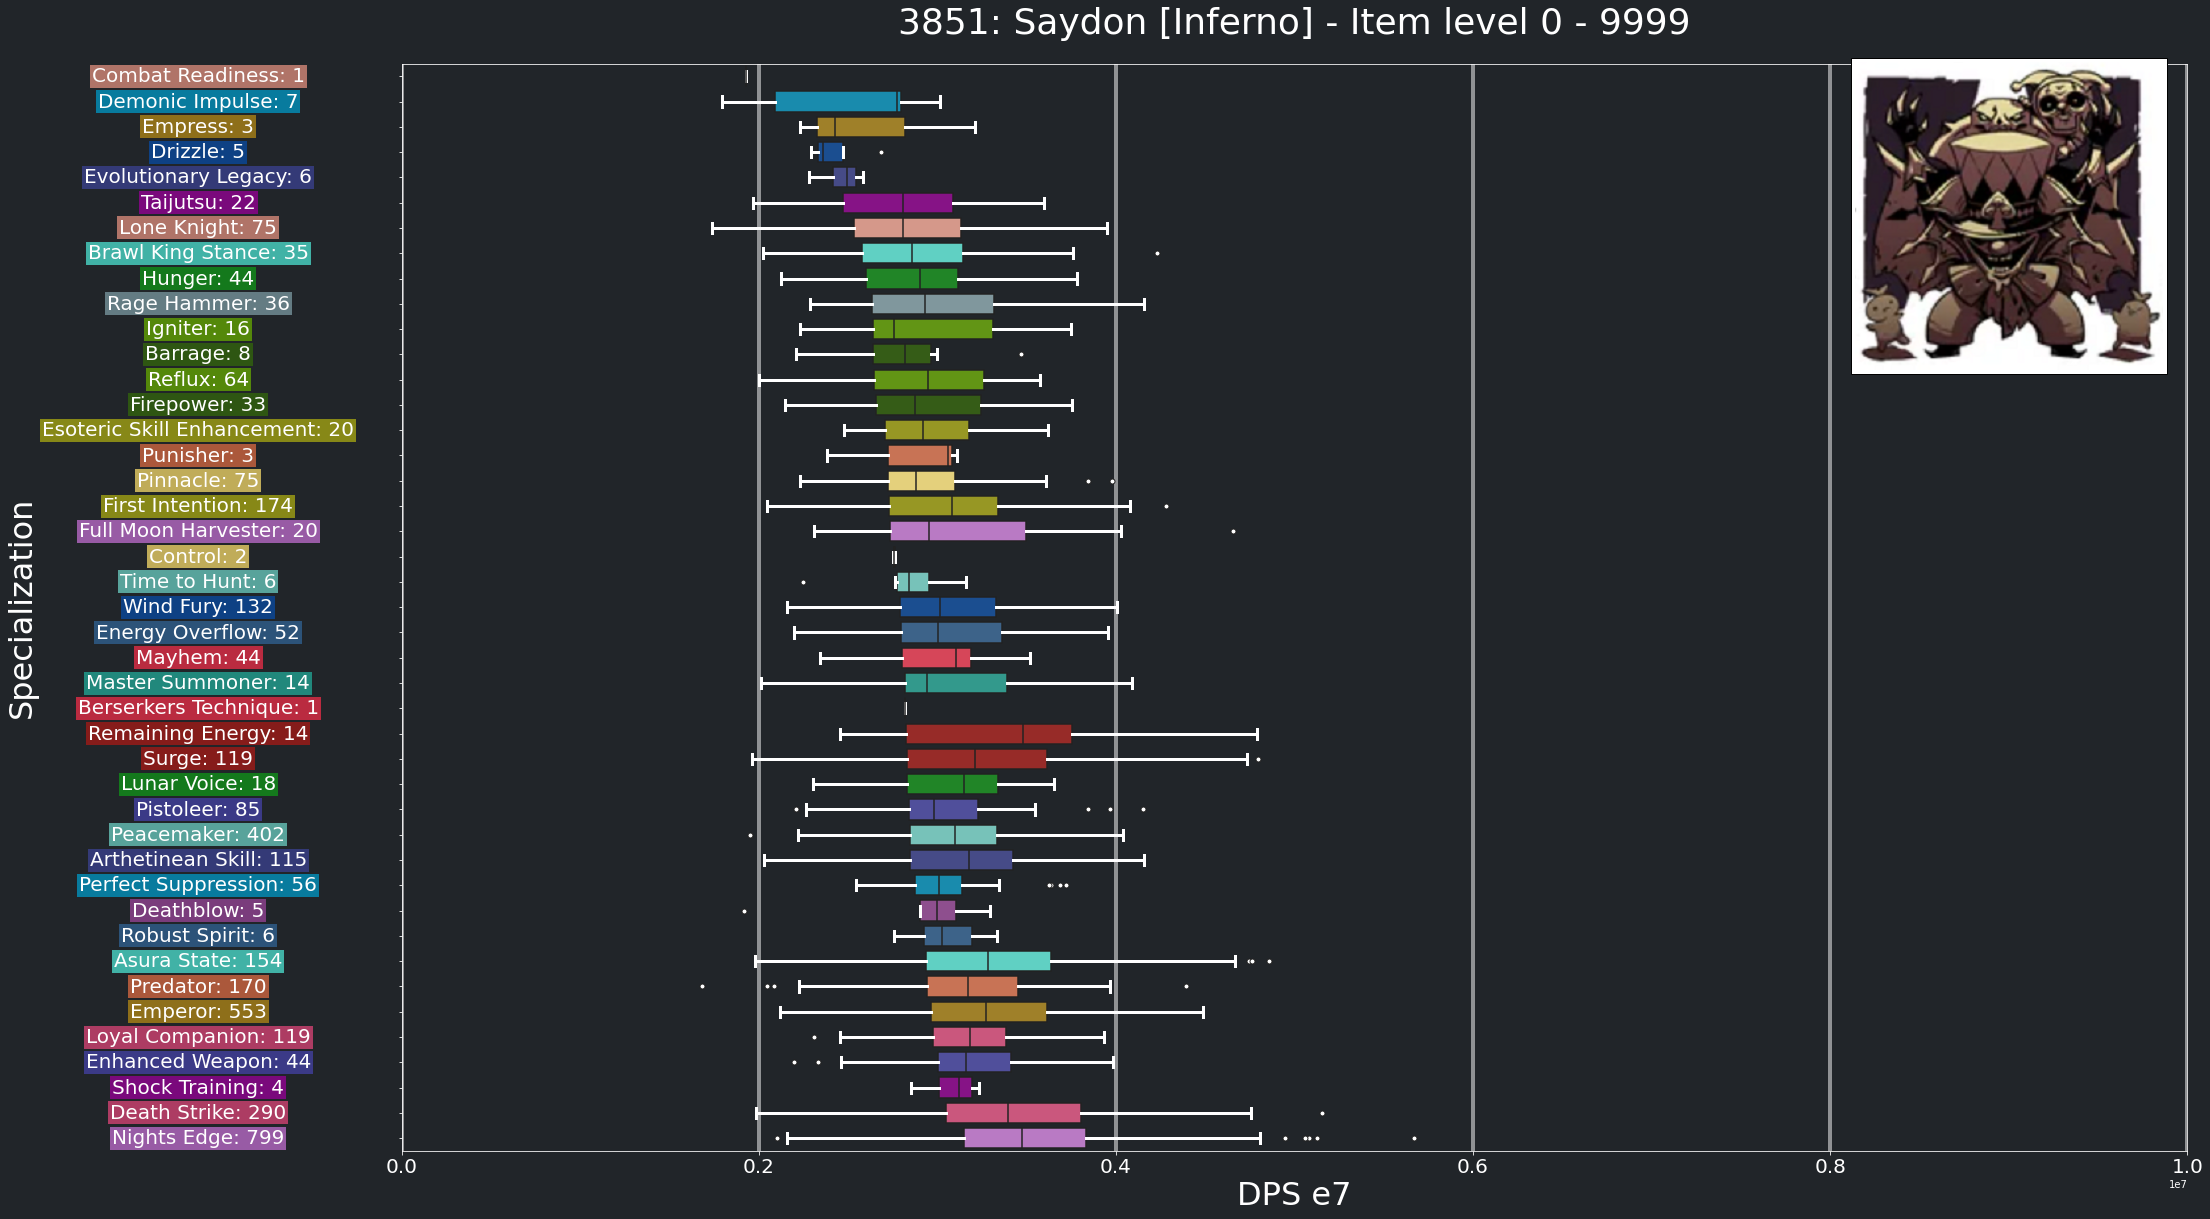 3851: Saydon [Inferno] - Item level 0 - 9999
Specialization
Combat Readiness: 1
Demonic Impulse: 7
Empress: 3
Drizzle: 5
Evolutionary Legacy: 6
Taijutsu: 22
Lone Knight: 75
Brawl King Stance: 35
Hunger: 44
Rage Hammer: 36
Igniter: 16
Barrage: 8
Reflux: 64
Firepower: 33
Esoteric Skill Enhancement: 20
Punisher: 3
Pinnacle: 75
First Intention: 174
Full Moon Harvester: 20
Control: 2
Time to Hunt: 6
Wind Fury: 132
Energy Overflow: 52
Mayhem: 44
Master Summoner: 14
Berserkers Technique: 1
Remaining Energy: 14
Surge: 119
Lunar Voice: 18
Pistoleer: 85
Peacemaker: 402
Arthetinean Skill: 115
Perfect Suppression: 56
Deathblow: 5
Robust Spirit: 6
Asura State: 154
Predator: 170
Emperor: 553
Loyal Companion: 119
Enhanced Weapon: 44
Shock Training: 4
Death Strike: 290
Nights Edge: 799
0.0 0.2 0.4 0.6 0.8 1.0
1e7
DPS e7